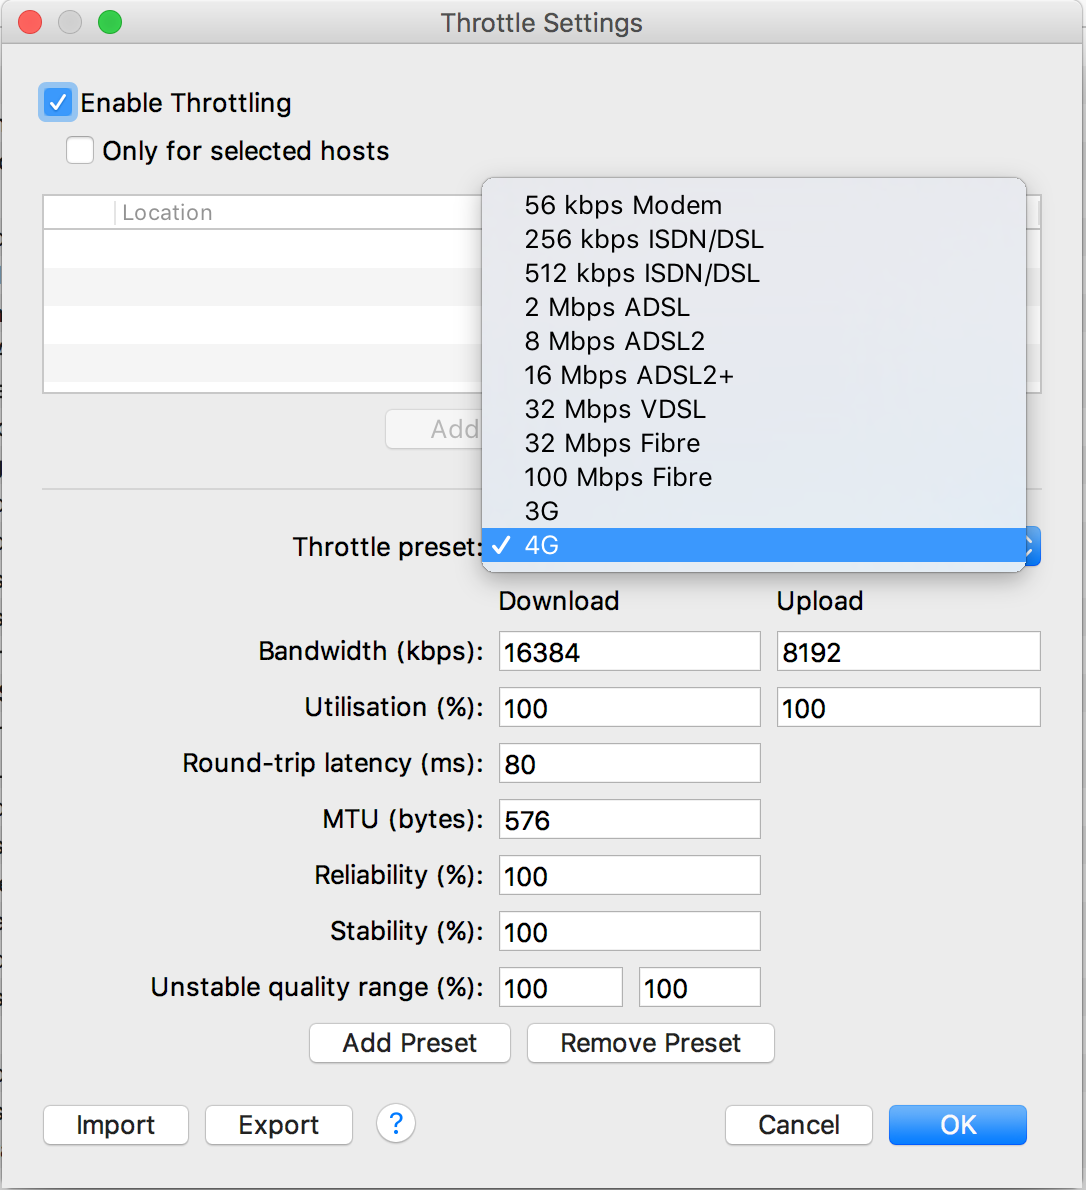 Throttle Settings
Enable Throttling
Only for selected hosts
Location
56 kbps Modem
256 kbps ISDN/DSL
512 kbps ISDN/DSL
2 Mbps ADSL
8 Mbps ADSL2
16 Mbps ADSL2+
32 Mbps VDSL
32 Mbps Fibre
100 Mbps Fibre
3G
Add
Throttle preset: ✓ 4G
Download Upload
Bandwidth (kbps): 16384 8192
Utilisation (%): 100 100
Round-trip latency (ms): 80
MTU (bytes): 576
Reliability (%): 100
Stability (%): 100
Unstable quality range (%): 100 100
Add Preset Remove Preset
Import Export ? Cancel OK